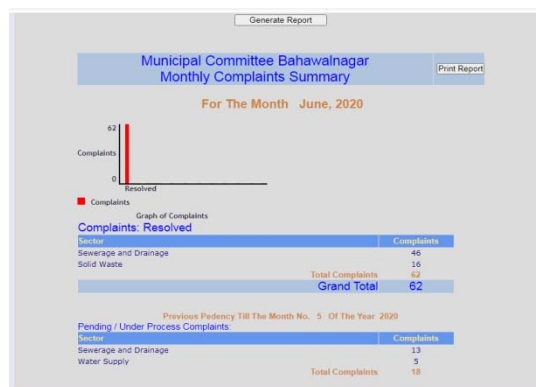 Generate Report
Municipal Committee Bahawalnagar
Monthly Complaints Summary
Print Report
For The Month June, 2020
62
Complaints
0
Resolved
Complaints
Graph of Complaints
Complaints: Resolved
Sector Complaints
Sewerage and Drainage 46
Solid Waste 16
Total Complaints 62
Grand Total 62
Previous Pedency Till The Month No. 5 Of The Year 2020
Pending / Under Process Complaints:
Sector Complaints
Sewerage and Drainage 13
Water Supply 5
Total Complaints 18